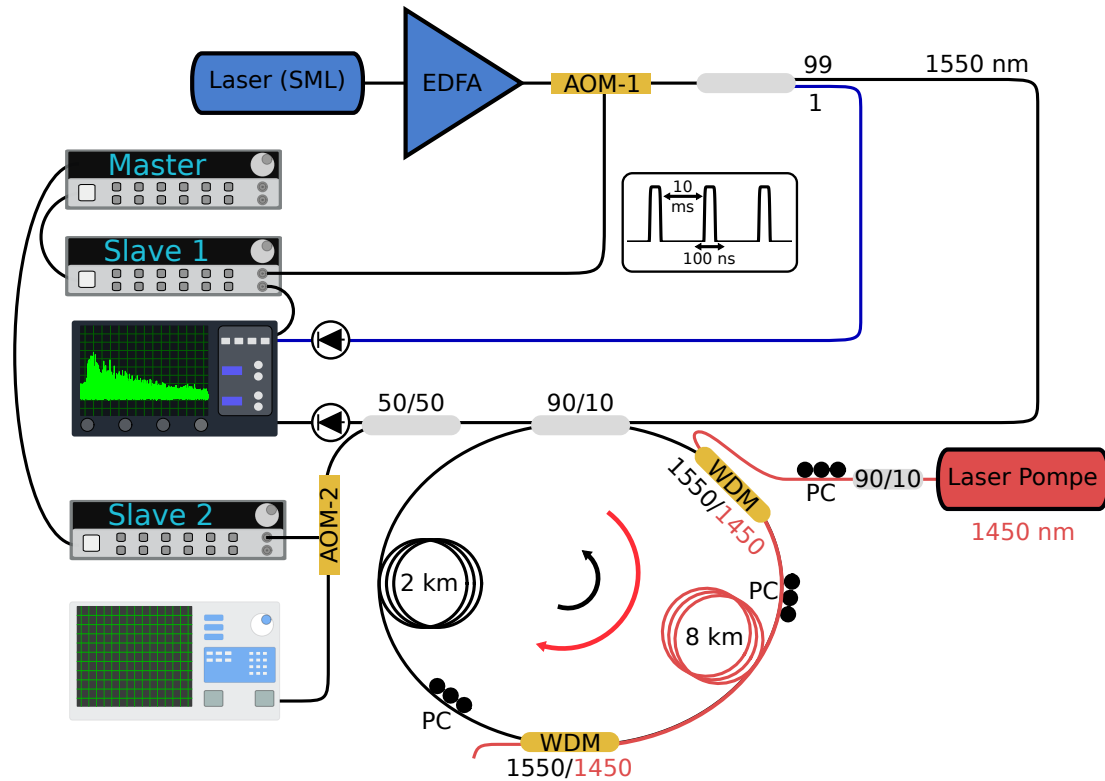 Laser (SML)
EDFA
AOM-1
99
1
1550 nm
Master
10
ms
100 ns
Slave 1
50/50
90/10
WDM
1550/1450
PC
90/10
Laser Pompe
1450 nm
Slave 2
AOM-2
2 km
PC
8 km
PC
WDM
1550/1450